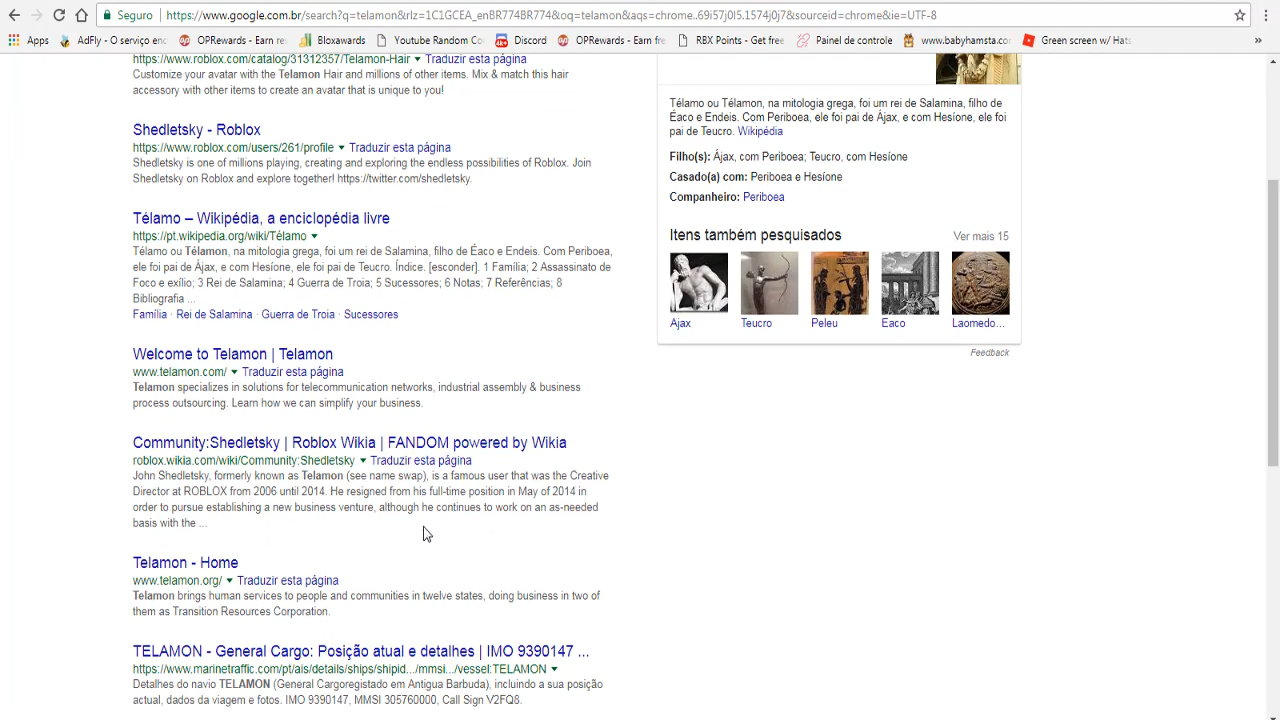 Seguro https://www.google.com.br/search?q=telamon&rlz=1C1GCEA_enBR774BR774&oq=telamon&aqs=chrome..69i57j0l5.1574j0j7&sourceid=chrome&ie=UTF-8
Apps AdFly - O serviço enc OPRewards - Earn re Bloxawards Youtube Random Co Discord OPRewards - Earn fre RBX Points - Get free Painel de controle www.babyhamsta.co Green screen w/ Hats »
https://www.roblox.com/catalog/31312357/Telamon-Hair Traduzir esta página
Customize your avatar with the Telamon Hair and millions of other items. Mix & match this hair
accessory with other items to create an avatar that is unique to you!
Shedletsky - Roblox
https://www.roblox.com/users/261/profile Traduzir esta página
Shedletsky is one of millions playing, creating and exploring the endless possibilities of Roblox. Join
Shedletsky on Roblox and explore together! https://twitter.com/shedletsky.
Télamo – Wikipédia, a enciclopédia livre
https://pt.wikipedia.org/wiki/Télamo
Télamo ou Télamon, na mitologia grega, foi um rei de Salamina, filho de Éaco e Endeis. Com Periboea,
ele foi pai de Ájax, e com Hesíone, ele foi pai de Teucro. Índice. [esconder]. 1 Família; 2 Assassinato de
Foco e exílio; 3 Rei de Salamina; 4 Guerra de Troia; 5 Sucessores; 6 Notas; 7 Referências; 8
Bibliografia ...
Família · Rei de Salamina · Guerra de Troia · Sucessores
Welcome to Telamon | Telamon
www.telamon.com/ Traduzir esta página
Telamon specializes in solutions for telecommunication networks, industrial assembly & business
process outsourcing. Learn how we can simplify your business.
Community:Shedletsky | Roblox Wikia | FANDOM powered by Wikia
roblox.wikia.com/wiki/Community:Shedletsky Traduzir esta página
John Shedletsky, formerly known as Telamon (see name swap), is a famous user that was the Creative
Director at ROBLOX from 2006 until 2014. He resigned from his full-time position in May of 2014 in
order to pursue establishing a new business venture, although he continues to work on an as-needed
basis with the ...
Telamon - Home
www.telamon.org/ Traduzir esta página
Telamon brings human services to people and communities in twelve states, doing business in two of
them as Transition Resources Corporation.
TELAMON - General Cargo: Posição atual e detalhes | IMO 9390147 ...
https://www.marinetraffic.com/pt/ais/details/ships/shipid.../mmsi.../vessel:TELAMON
Detalhes do navio TELAMON (General Cargoregistado em Antigua Barbuda), incluindo a sua posição
actual, dados da viagem e fotos. IMO 9390147, MMSI 305760000, Call Sign V2FQ8.
Télamo ou Télamon, na mitologia grega, foi um rei de Salamina, filho de
Éaco e Endeis. Com Periboea, ele foi pai de Ájax, e com Hesíone, ele foi
pai de Teucro. Wikipédia
Filho(s): Ájax, com Periboea; Teucro, com Hesíone
Casado(a) com: Periboea e Hesíone
Companheiro: Periboea
Itens também pesquisados Ver mais 15
Ajax Teucro Peleu Eaco Laomedo...
Feedback